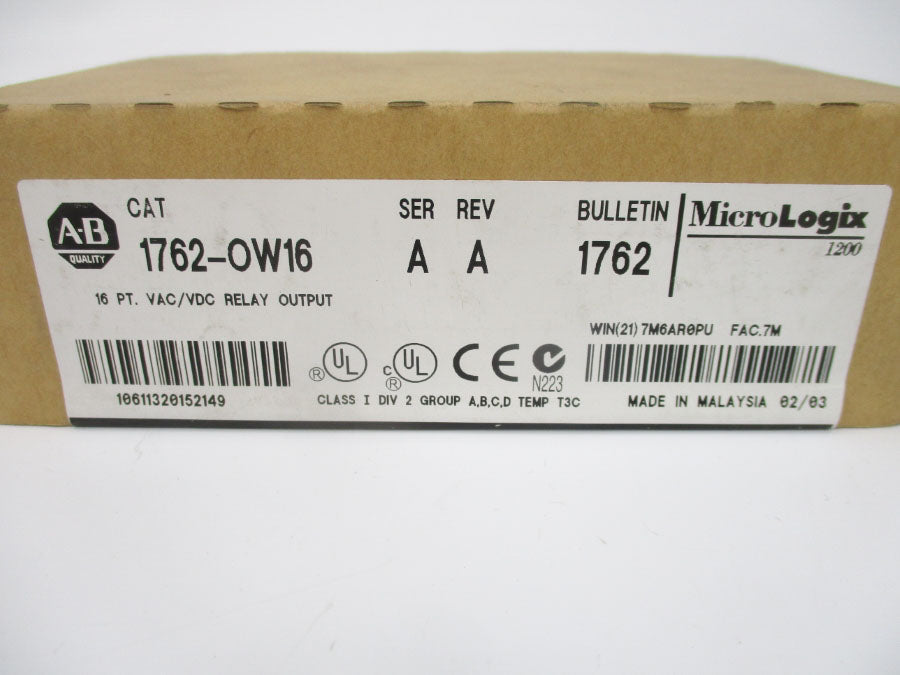 A-B
QUALITY
CAT
1762-OW16
SER REV
A A
BULLETIN
1762
MicroLogix
1200
16 PT. VAC/VDC RELAY OUTPUT
WIN(21) 7M6AR0PU FAC.7M
10611320152149
® UL
c UL ®
CE
N223
CLASS I DIV 2 GROUP A,B,C,D TEMP T3C
MADE IN MALAYSIA 02/03